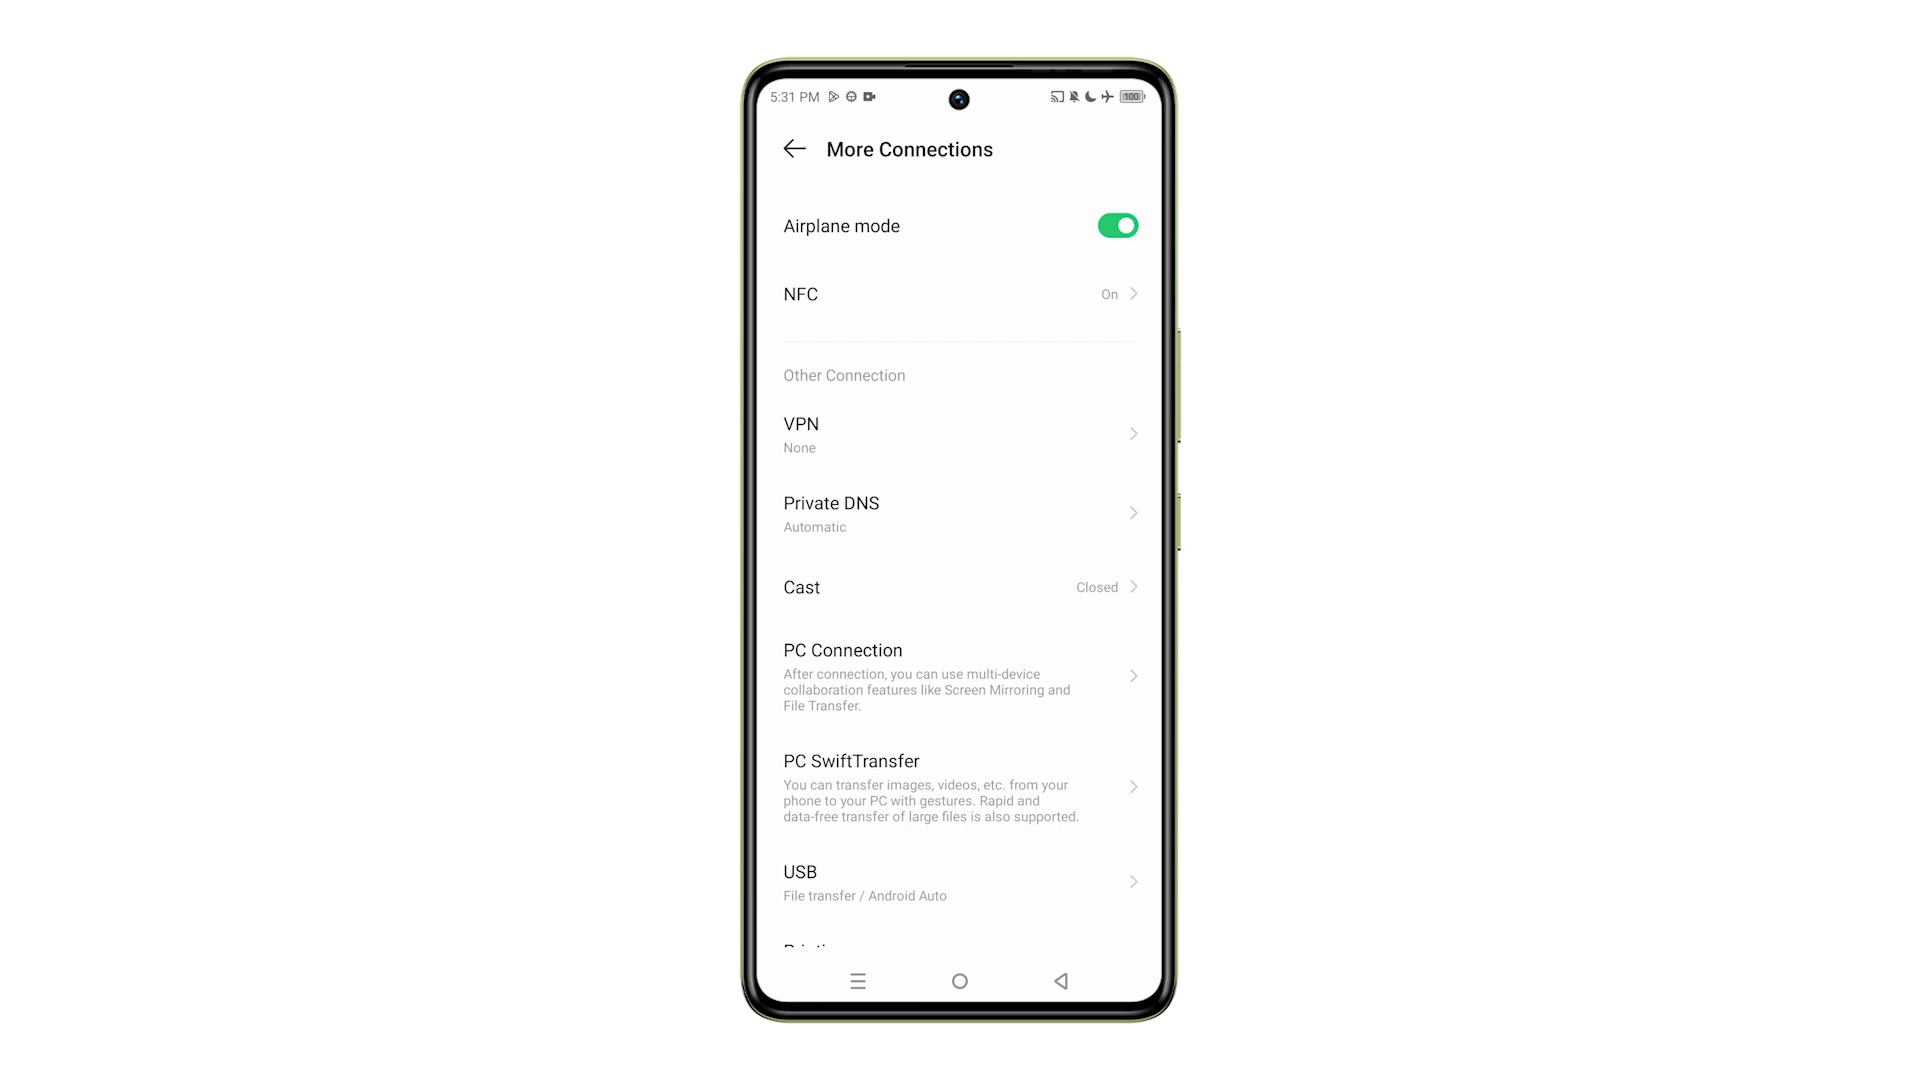 5:31 PM
100
More Connections
Airplane mode
NFC
On
Other Connection
VPN
None
Private DNS
Automatic
Cast
Closed
PC Connection
After connection, you can use multi-device
collaboration features like Screen Mirroring and
File Transfer.
PC SwiftTransfer
You can transfer images, videos, etc. from your
phone to your PC with gestures. Rapid and
data-free transfer of large files is also supported.
USB
File transfer / Android Auto